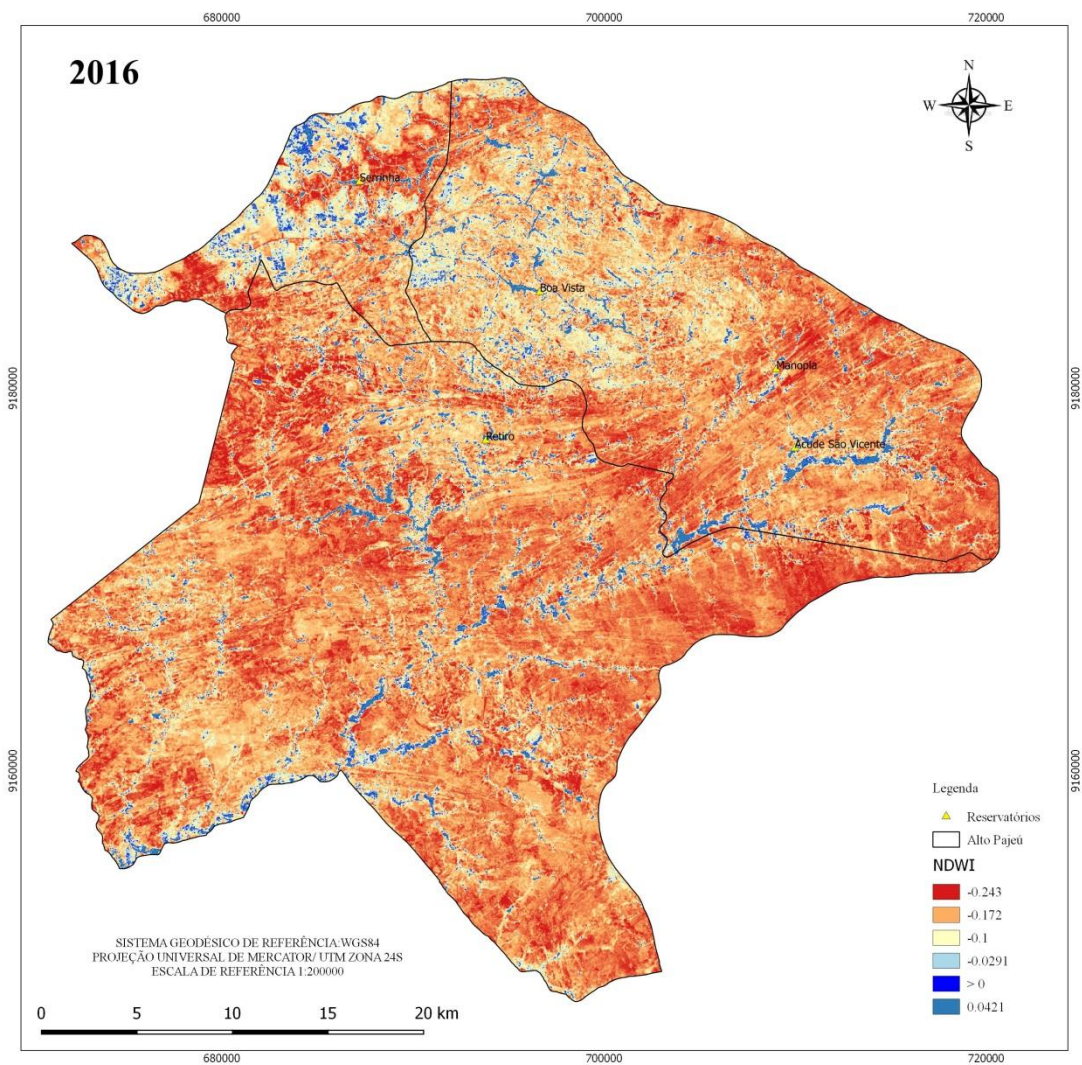 680000
700000
720000
2016
N
W
E
S
Serrinha
Boa Vista
9180000
9180000
Manopla
Retiro
Acude São Vicente
9160000
9160000
Legenda
Reservatórios
Alto Pajeú
NDWI
-0.243
-0.172
-0.1
-0.0291
> 0
0.0421
SISTEMA GEODÉSICO DE REFERÊNCIA:WGS84
PROJEÇÃO UNIVERSAL DE MERCATOR/ UTM ZONA 24S
ESCALA DE REFERÊNCIA 1:200000
0 5 10 15 20 km
680000
700000
720000